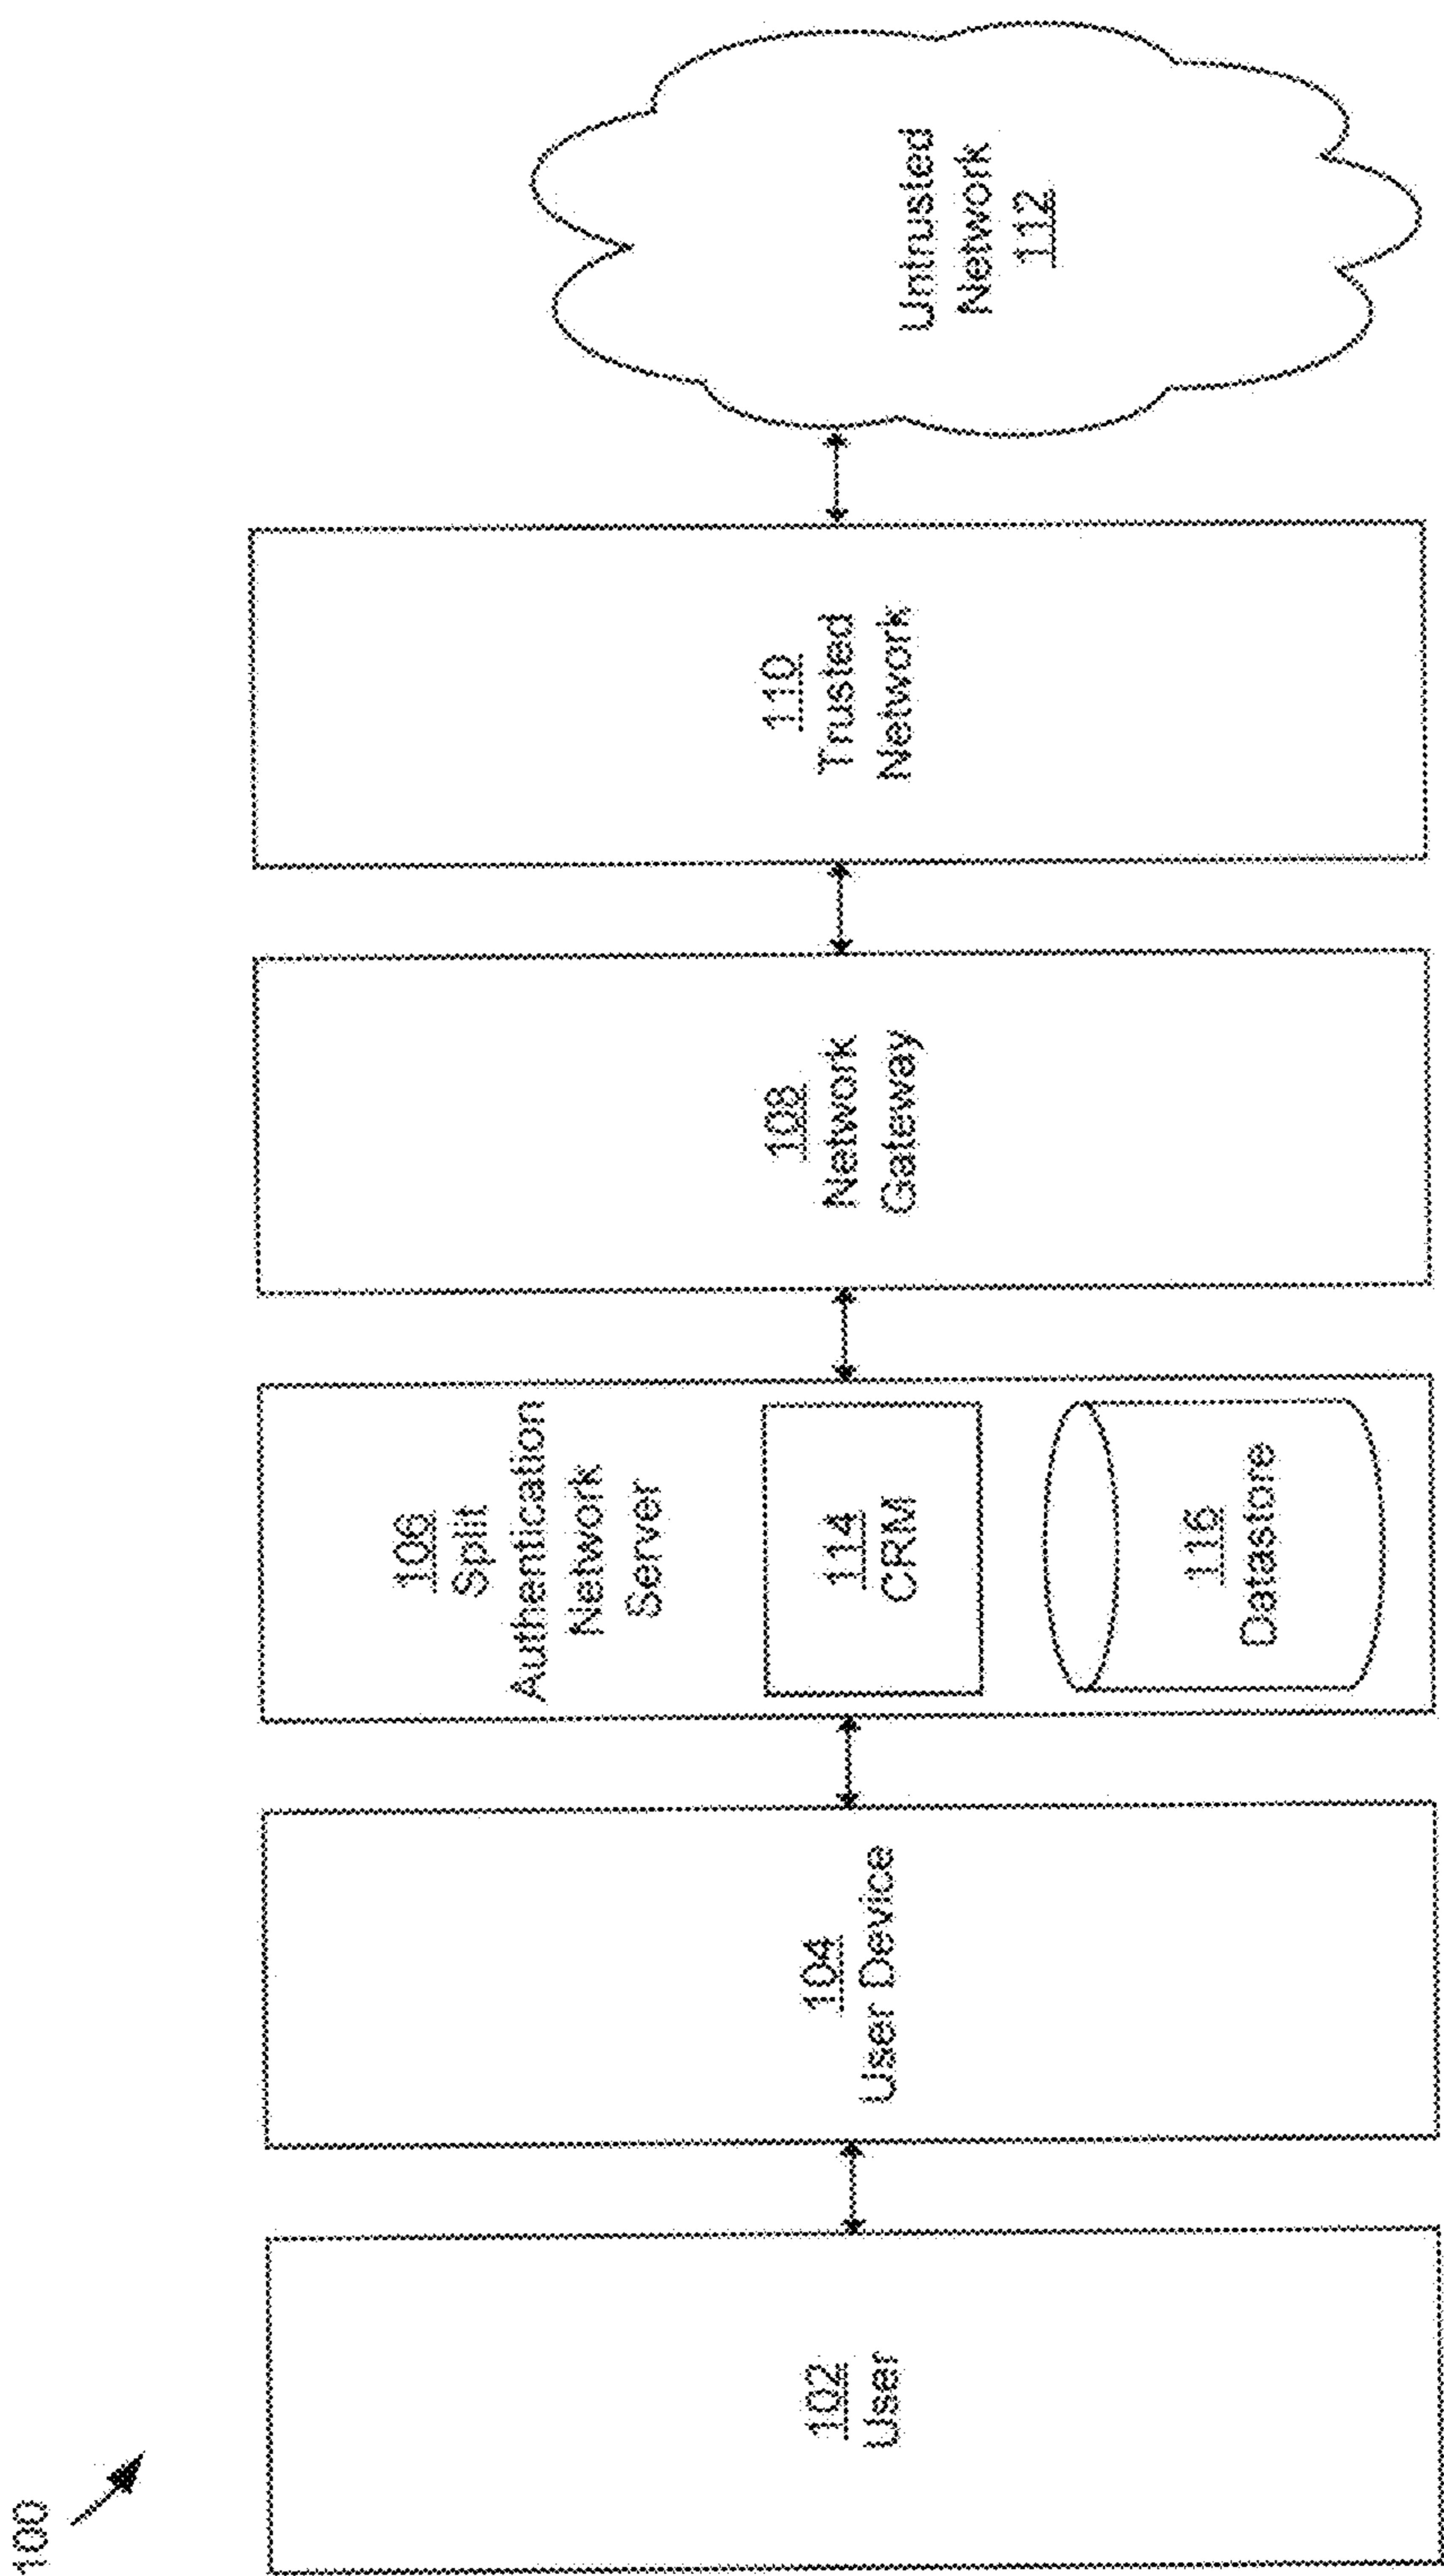 100
102
User
104
User Device
106
Split
Authentication
Network
Server
114
CRM
116
Datastore
108
Network
Gateway
110
Trusted
Network
Untrusted
Network
112